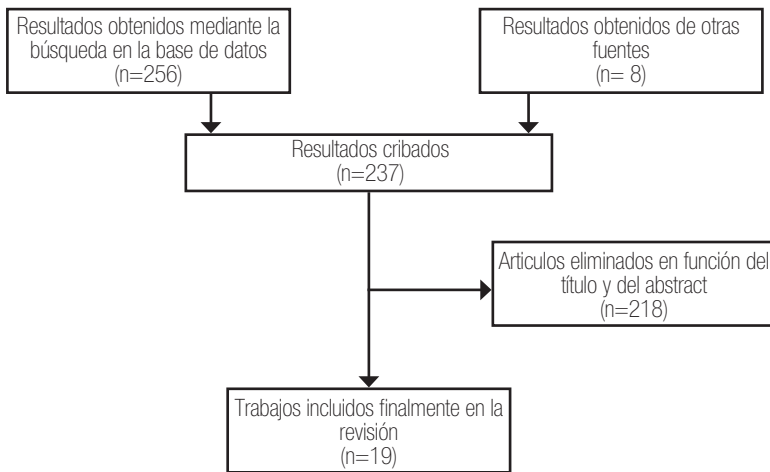 Resultados obtenidos mediante la
búsqueda en la base de datos
(n=256)
Resultados obtenidos de otras
fuentes
(n= 8)
Resultados cribados
(n=237)
Articulos eliminados en función del
título y del abstract
(n=218)
Trabajos incluidos finalmente en la
revisión
(n=19)